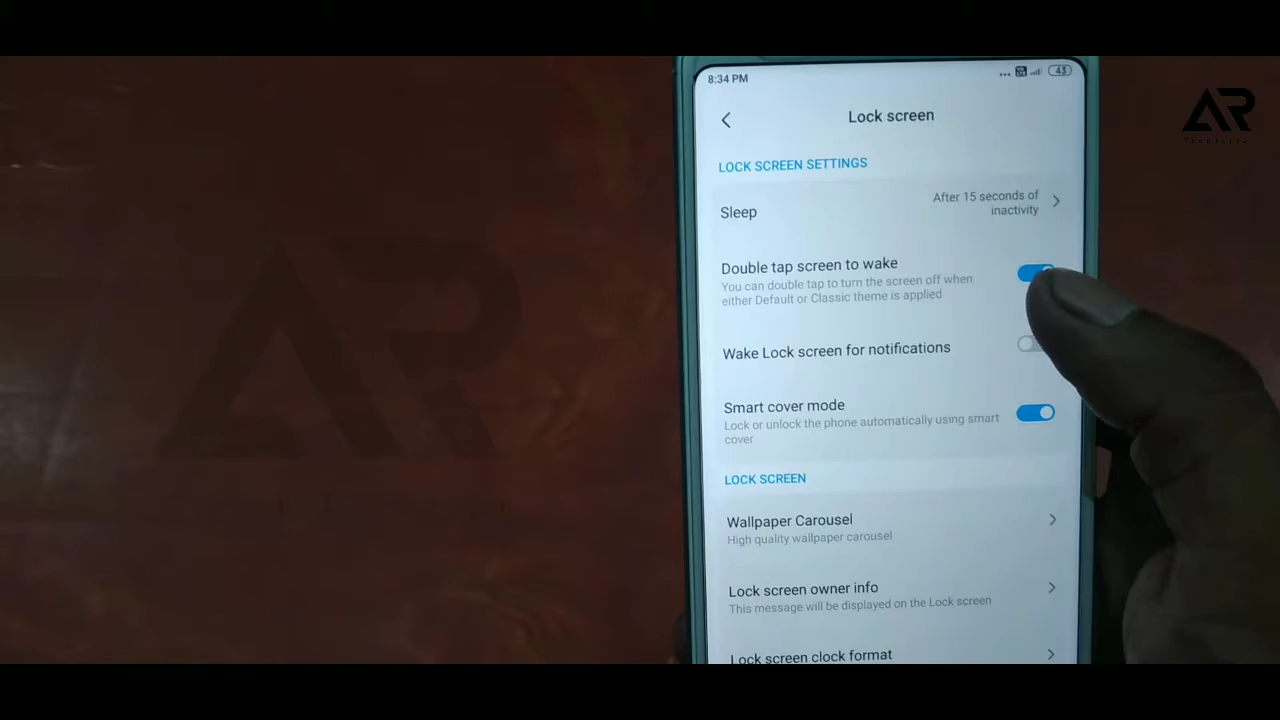 8:34 PM
43
Lock screen
LOCK SCREEN SETTINGS
Sleep
After 15 seconds of
inactivity
Double tap screen to wake
You can double tap to turn the screen off when
either Default or Classic theme is applied
Wake Lock screen for notifications
Smart cover mode
Lock or unlock the phone automatically using smart
cover
LOCK SCREEN
Wallpaper Carousel
High quality wallpaper carousel
Lock screen owner info
This message will be displayed on the Lock screen
Lock screen clock format
AR
AR